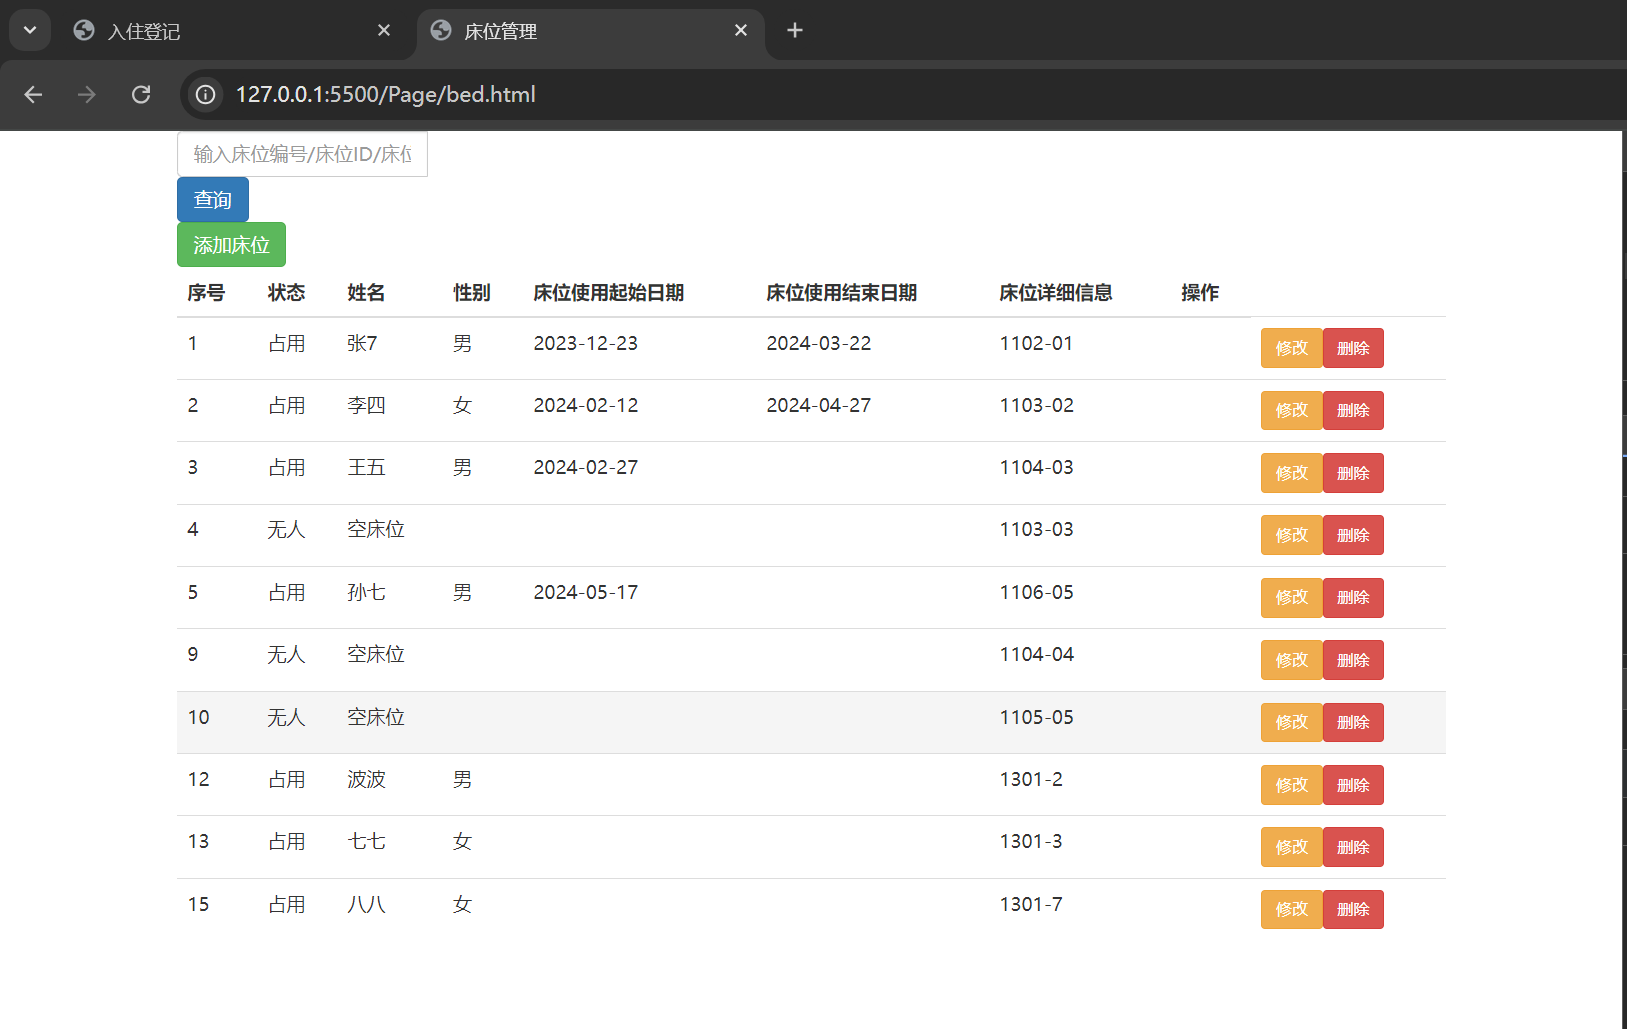 入住登记
床位管理
127.0.0.1:5500/Page/bed.html
输入床位编号/床位ID/床位
查询
添加床位
序号 状态 姓名 性别 床位使用起始日期 床位使用结束日期 床位详细信息 操作
1 占用 张7 男 2023-12-23 2024-03-22 1102-01 修改 删除
2 占用 李四 女 2024-02-12 2024-04-27 1103-02 修改 删除
3 占用 王五 男 2024-02-27 1104-03 修改 删除
4 无人 空床位 1103-03 修改 删除
5 占用 孙七 男 2024-05-17 1106-05 修改 删除
9 无人 空床位 1104-04 修改 删除
10 无人 空床位 1105-05 修改 删除
12 占用 波波 男 1301-2 修改 删除
13 占用 七七 女 1301-3 修改 删除
15 占用 八八 女 1301-7 修改 删除